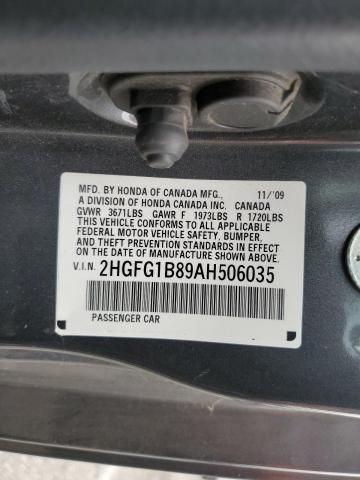 MFD. BY HONDA OF CANADA MFG., 11/'09
A DIVISION OF HONDA CANADA INC. CANADA
GVWR 3671LBS GAWR F 1973LBS R 1720LBS
THIS VEHICLE CONFORMS TO ALL APPLICABLE
FEDERAL MOTOR VEHICLE SAFETY, BUMPER,
AND THEFT PREVENTION STANDARDS IN EFFECT
ON THE DATE OF MANUFACTURE SHOWN ABOVE.
V.I.N. 2HGFG1B89AH506035
PASSENGER CAR